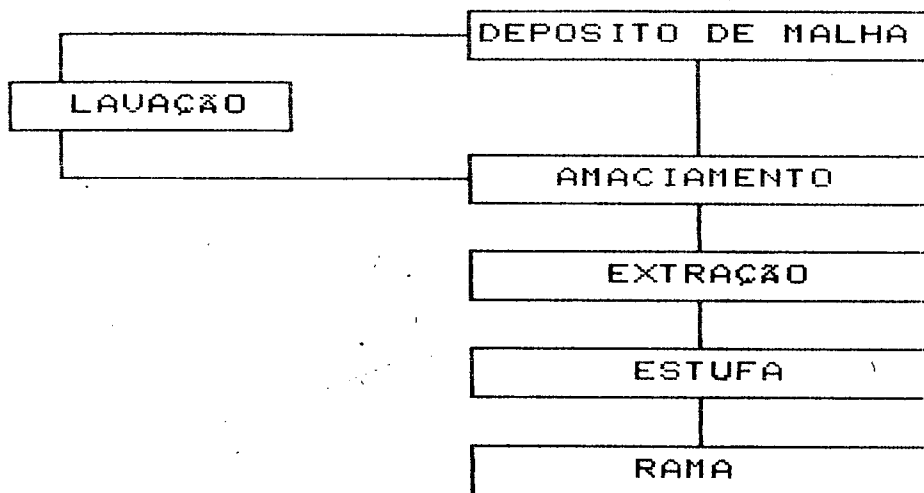 DEPOSITO DE MALHA
LAVAÇÃO
AMACIAMENTO
EXTRAÇÃO
ESTUFA
RAMA